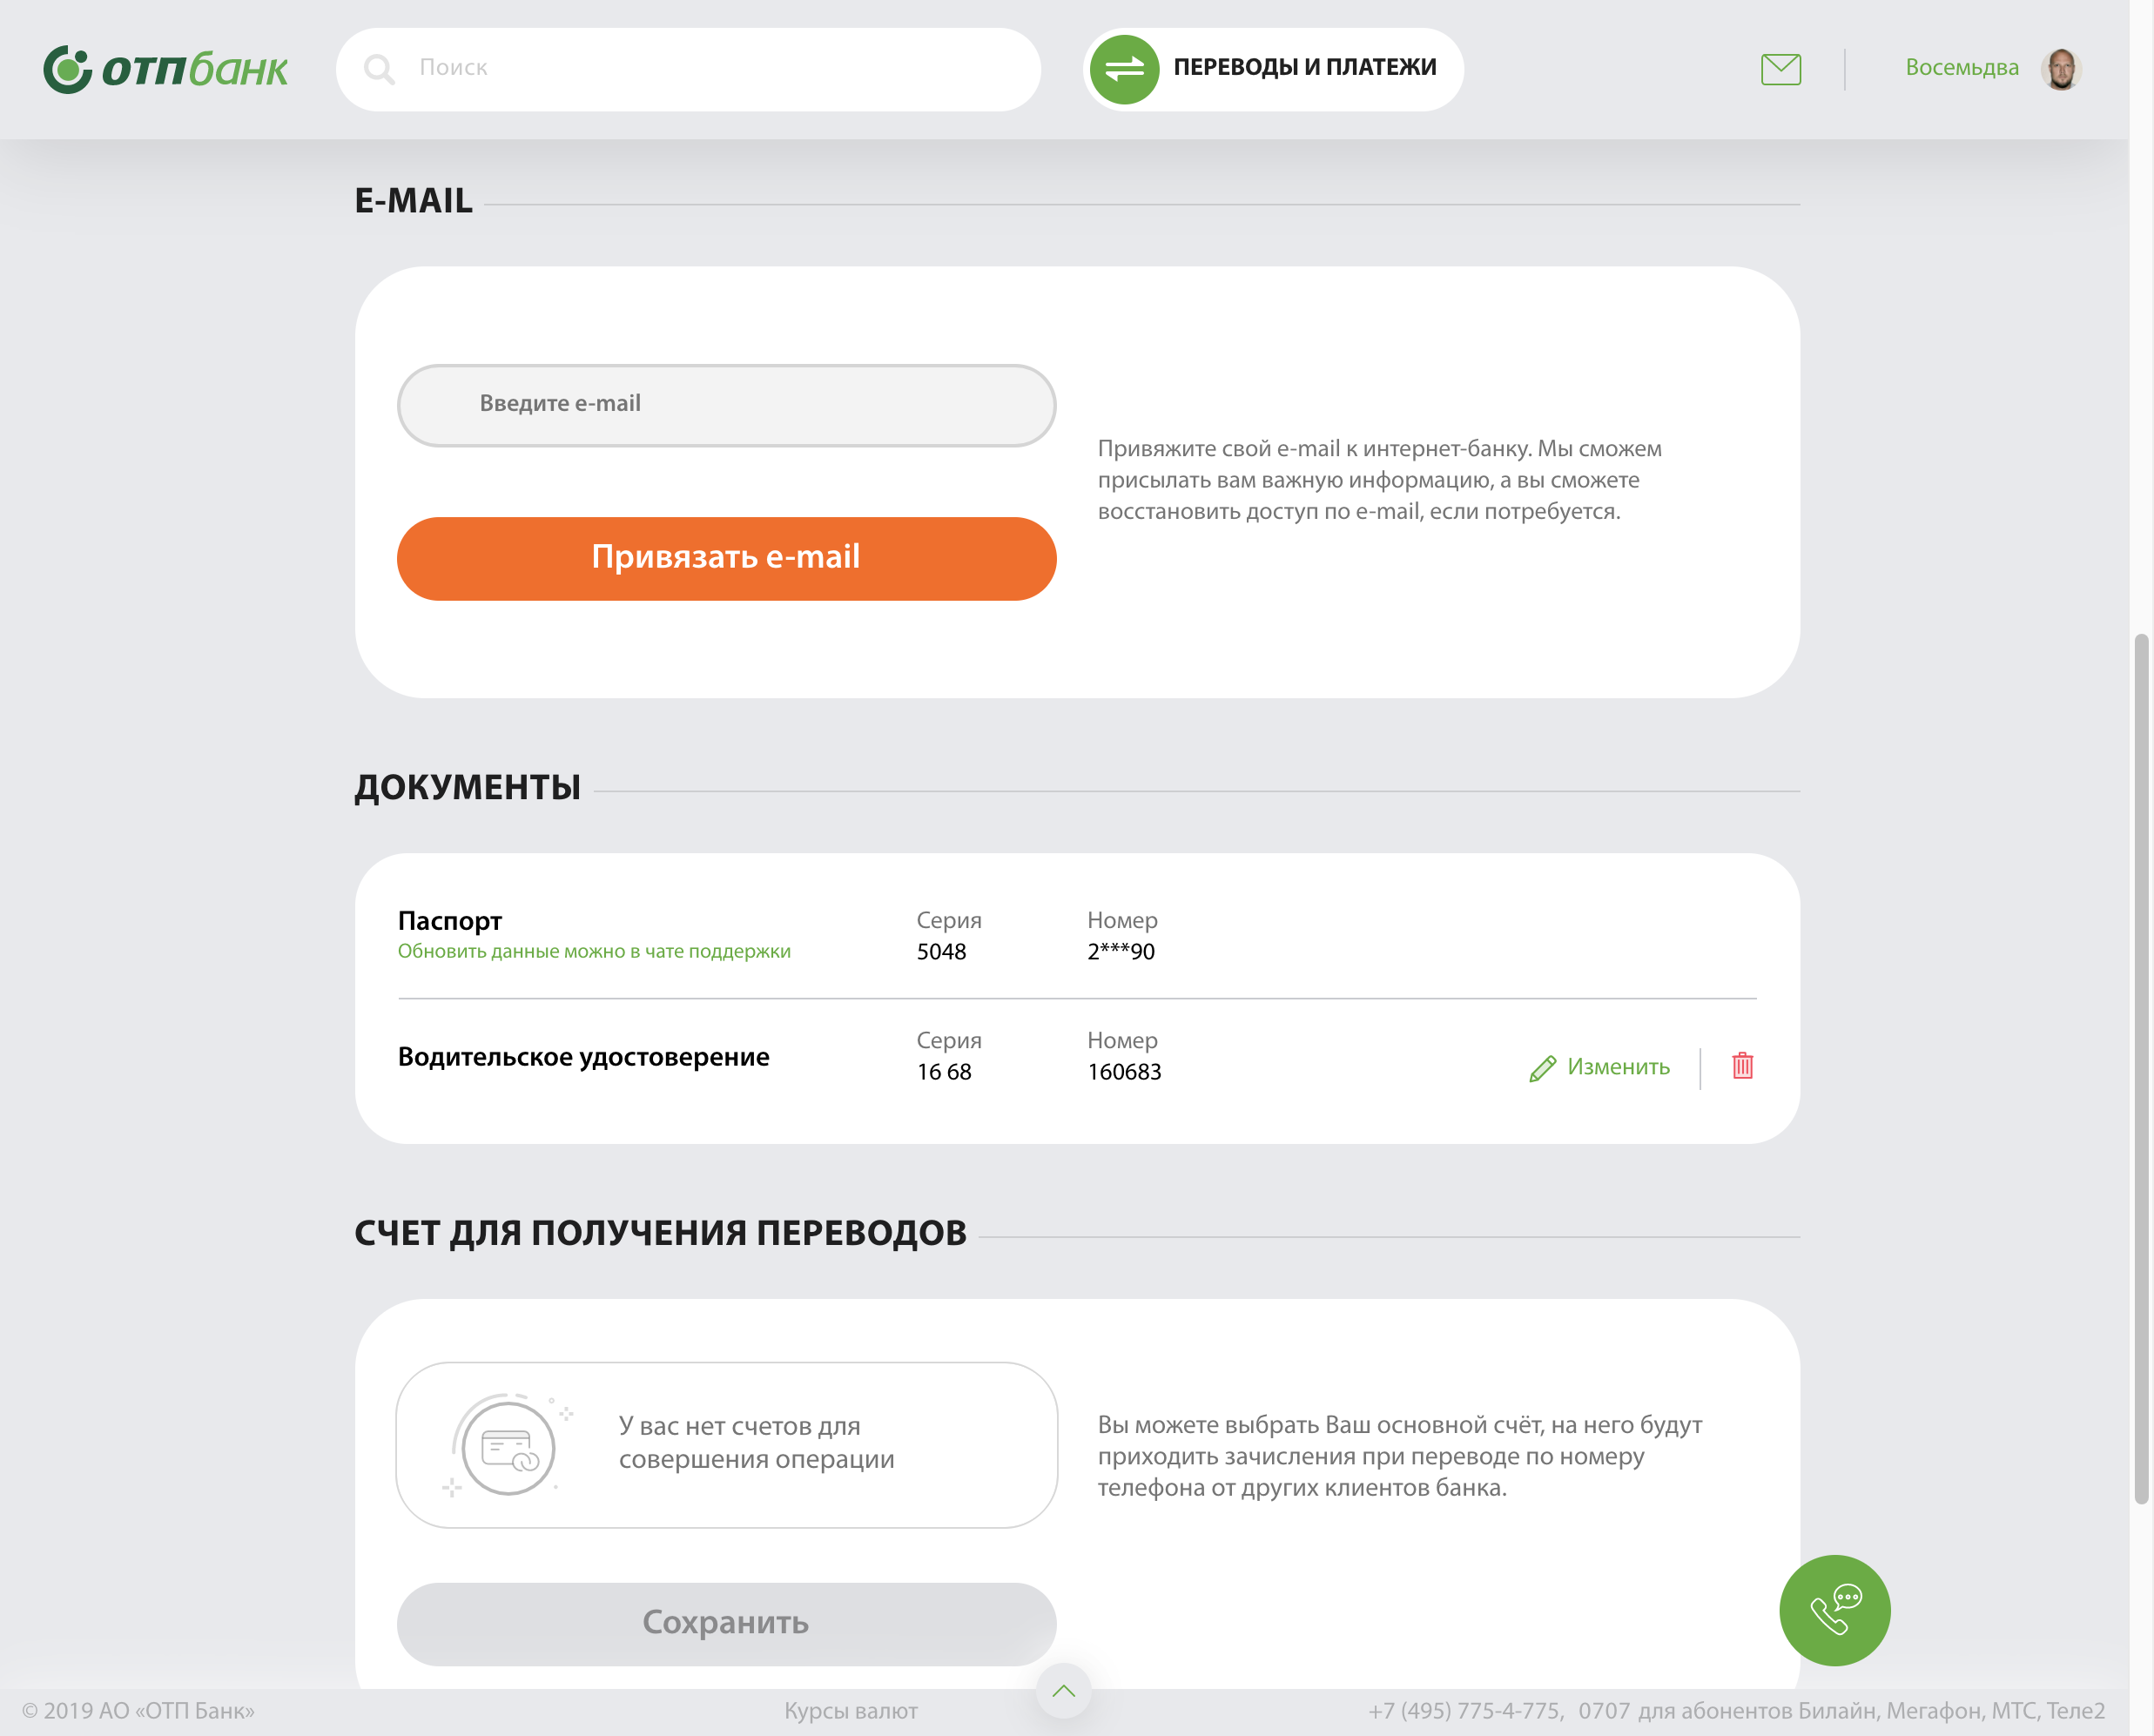 отпбанк
Поиск
ПЕРЕВОДЫ И ПЛАТЕЖИ
Восемьдва
E-MAIL
Введите e-mail
Привязать e-mail
Привяжите свой e-mail к интернет-банку. Мы сможем
присылать вам важную информацию, а вы сможете
восстановить доступ по e-mail, если потребуется.
ДОКУМЕНТЫ
Паспорт
Обновить данные можно в чате поддержки
Серия
5048
Номер
2***90
Водительское удостоверение
Серия
16 68
Номер
160683
Изменить
СЧЕТ ДЛЯ ПОЛУЧЕНИЯ ПЕРЕВОДОВ
У вас нет счетов для
совершения операции
Вы можете выбрать Ваш основной счёт, на него будут
приходить зачисления при переводе по номеру
телефона от других клиентов банка.
Сохранить
© 2019 АО «ОТП Банк»
Курсы валют
+7 (495) 775-4-775, 0707 для абонентов Билайн, Мегафон, МТС, Теле2